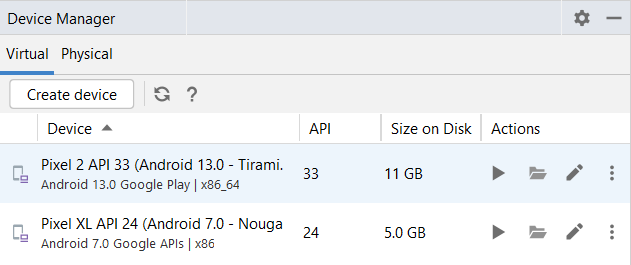 Device Manager
Virtual Physical
Create device ?
Device API Size on Disk Actions
Pixel 2 API 33 (Android 13.0 - Tirami. 33 11 GB
Android 13.0 Google Play | x86_64
Pixel XL API 24 (Android 7.0 - Nouga 24 5.0 GB
Android 7.0 Google APIs | x86